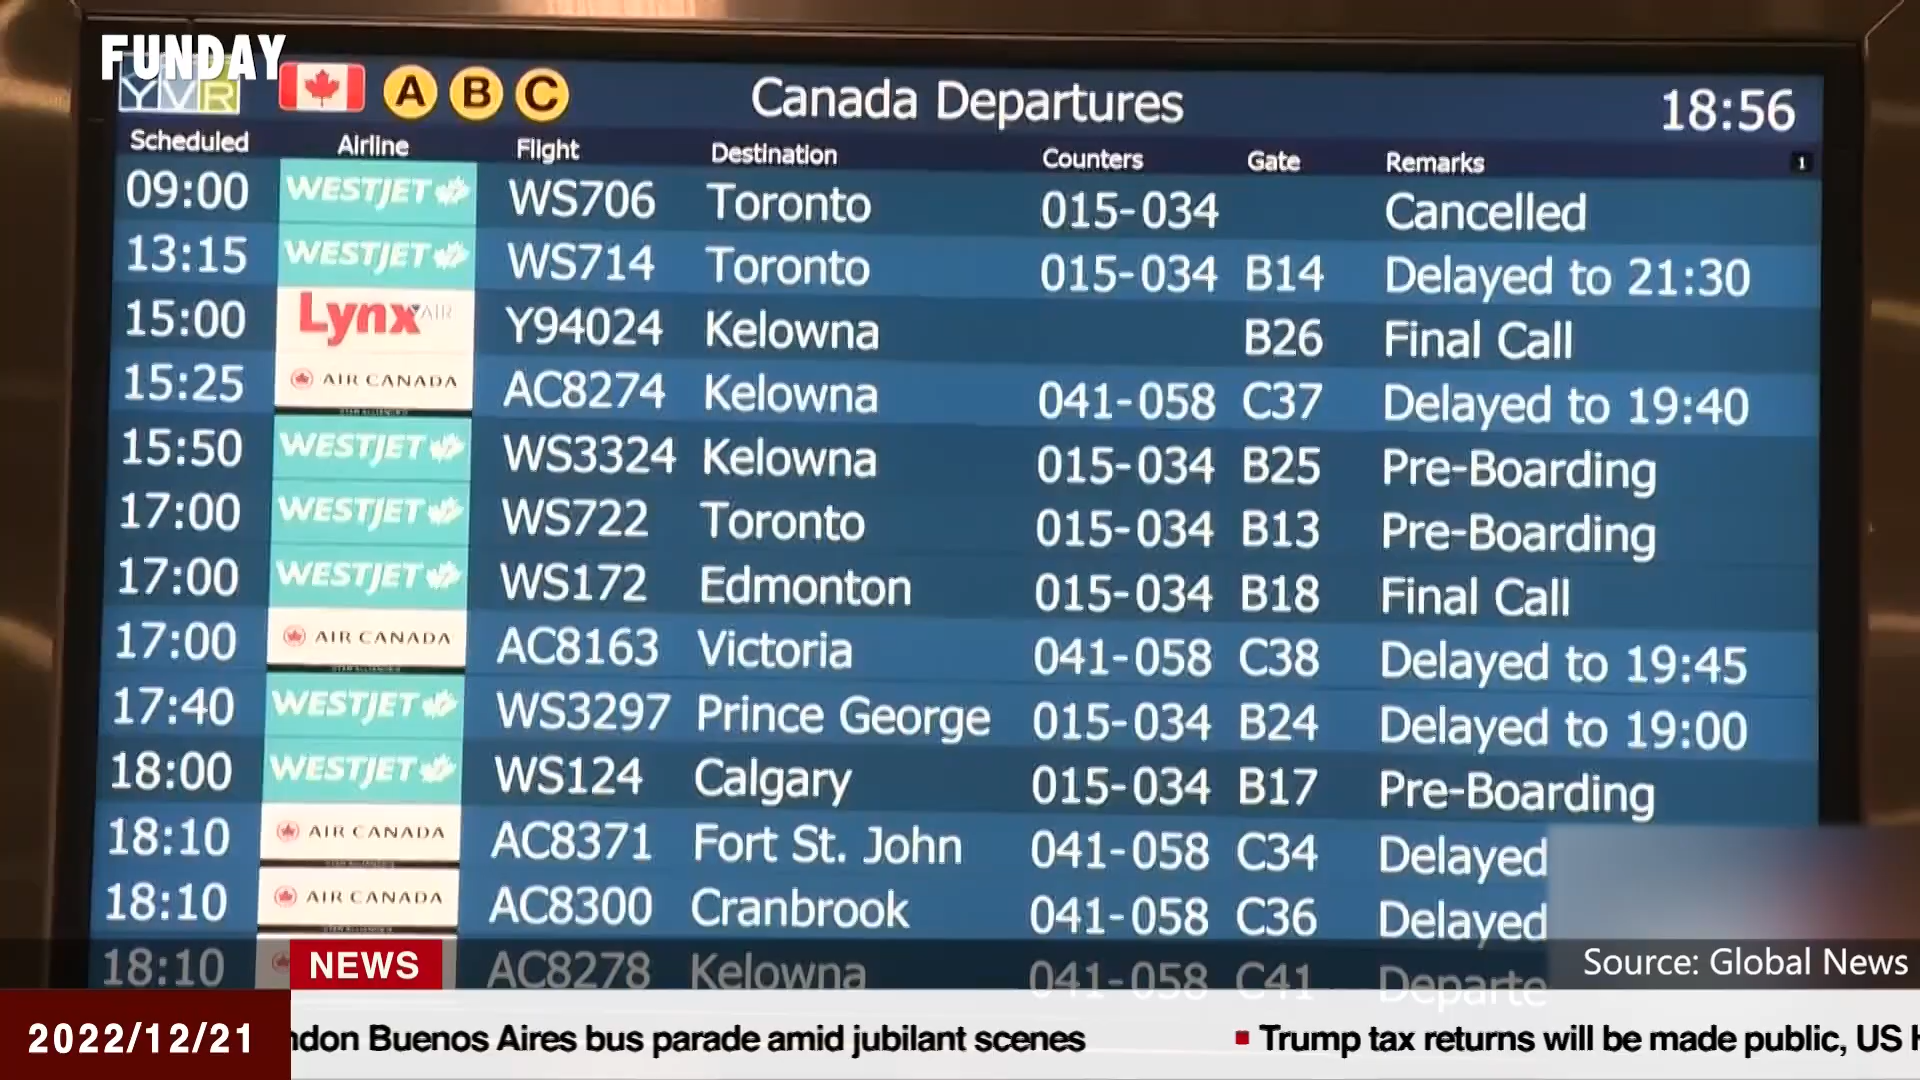 FUNDAY
YVR A B C Canada Departures 18:56
Scheduled Airline Flight Destination Counters Gate Remarks 1
09:00 WESTJET WS706 Toronto 015-034 Cancelled
13:15 WESTJET WS714 Toronto 015-034 B14 Delayed to 21:30
15:00 Lynx AIR Y94024 Kelowna B26 Final Call
15:25 AIR CANADA AC8274 Kelowna 041-058 C37 Delayed to 19:40
15:50 WESTJET WS3324 Kelowna 015-034 B25 Pre-Boarding
17:00 WESTJET WS722 Toronto 015-034 B13 Pre-Boarding
17:00 WESTJET WS172 Edmonton 015-034 B18 Final Call
17:00 AIR CANADA AC8163 Victoria 041-058 C38 Delayed to 19:45
17:40 WESTJET WS3297 Prince George 015-034 B24 Delayed to 19:00
18:00 WESTJET WS124 Calgary 015-034 B17 Pre-Boarding
18:10 AIR CANADA AC8371 Fort St. John 041-058 C34 Delayed
18:10 AIR CANADA AC8300 Cranbrook 041-058 C36 Delayed
18:10 AC8278 Kelowna 041-058 C41 Departe
Source: Global News
NEWS
2022/12/21 ndon Buenos Aires bus parade amid jubilant scenes ▪ Trump tax returns will be made public, US H